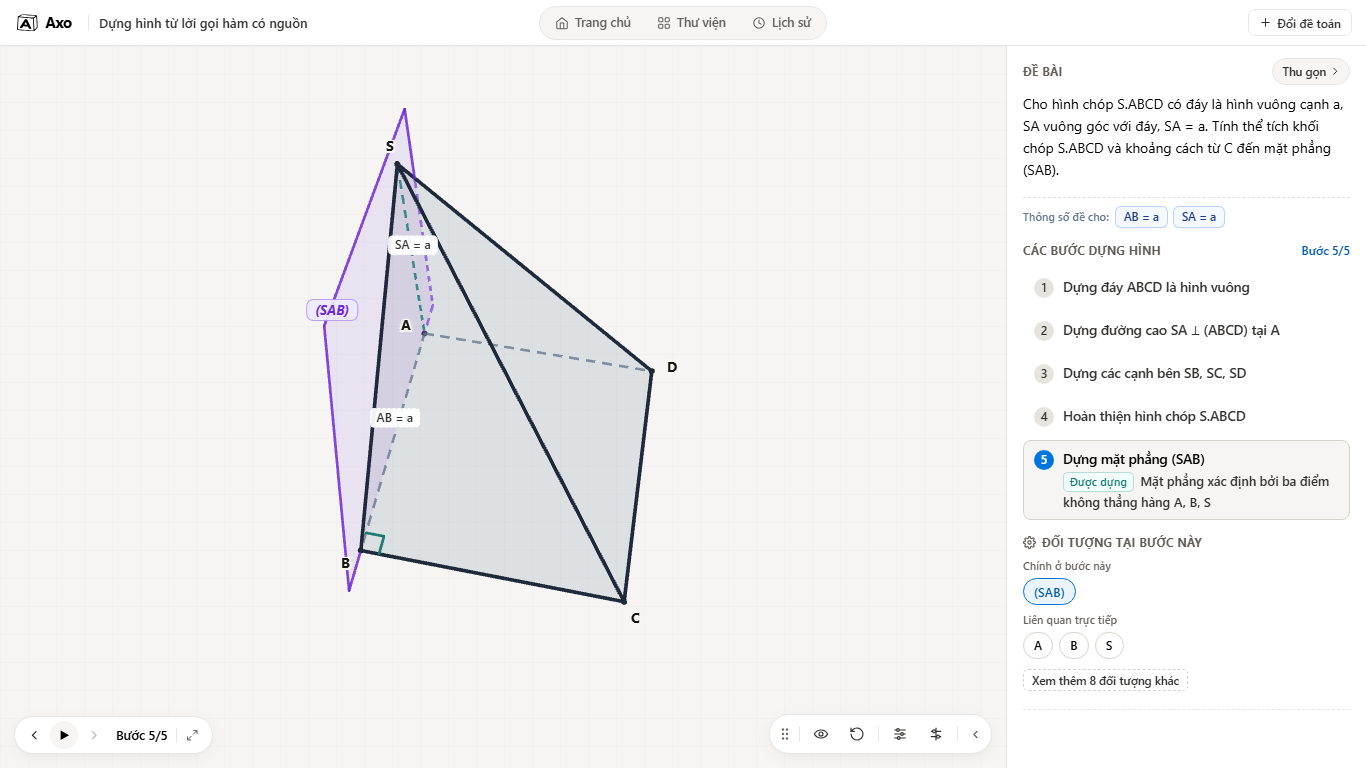 Axo
Dựng hình từ lời gọi hàm có nguồn
Trang chủ
Thư viện
Lịch sử
Đổi đề toán
S
SA = a
(SAB)
A
D
AB = a
B
C
Bước 5/5
ĐỀ BÀI
Thu gọn
Cho hình chóp S.ABCD có đáy là hình vuông cạnh a,
SA vuông góc với đáy, SA = a. Tính thể tích khối
chóp S.ABCD và khoảng cách từ C đến mặt phẳng
(SAB).
Thông số đề cho: AB = a SA = a
CÁC BƯỚC DỰNG HÌNH Bước 5/5
1 Dựng đáy ABCD là hình vuông
2 Dựng đường cao SA ⊥ (ABCD) tại A
3 Dựng các cạnh bên SB, SC, SD
4 Hoàn thiện hình chóp S.ABCD
5 Dựng mặt phẳng (SAB)
Được dựng Mặt phẳng xác định bởi ba điểm
không thẳng hàng A, B, S
ĐỐI TƯỢNG TẠI BƯỚC NÀY
Chính ở bước này
(SAB)
Liên quan trực tiếp
A B S
Xem thêm 8 đối tượng khác